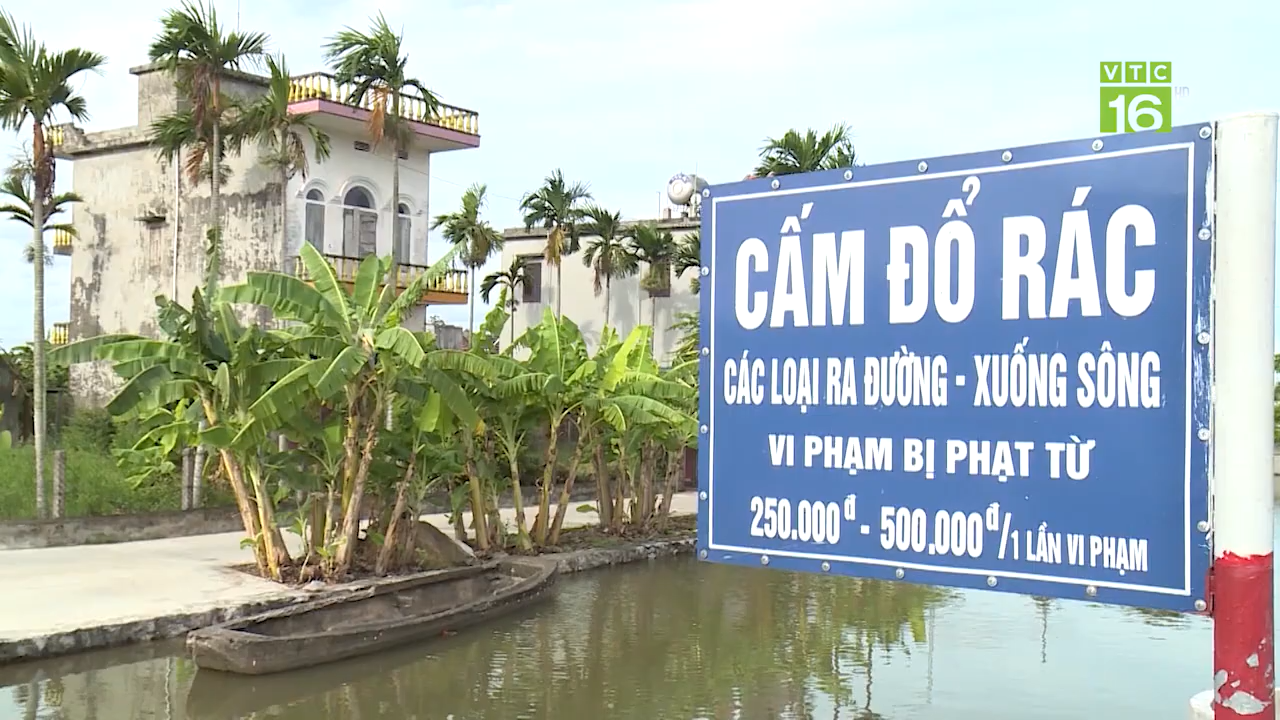 VTC
16
CẤM ĐỔ RÁC
CÁC LOẠI RA ĐƯỜNG - XUỐNG SÔNG
VI PHẠM BỊ PHẠT TỪ
250.000đ - 500.000đ/1 LẦN VI PHẠM